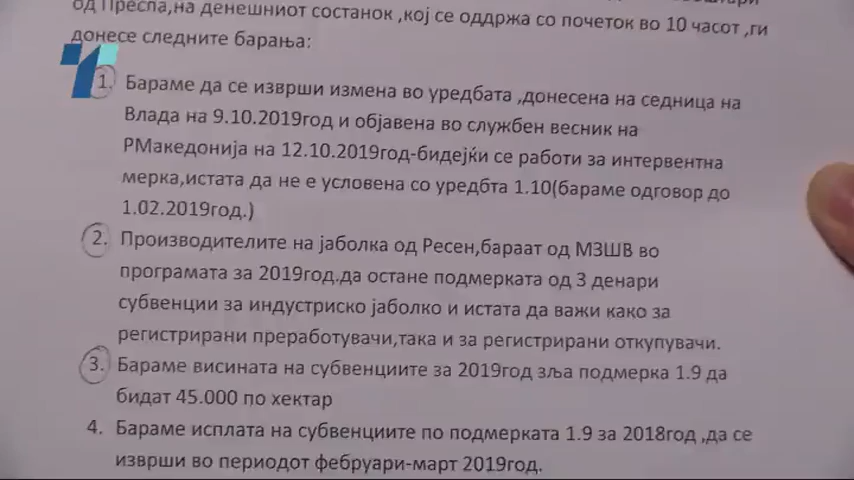 од Преспа,на денешниот состанок ,кој се оддржа со почеток во 10 часот ,ги
донесе следните барања:
1. Бараме да се изврши измена во уредбата ,донесена на седница на
Влада на 9.10.2019год и објавена во службен весник на
РМакедонија на 12.10.2019год-бидејќи се работи за интервентна
мерка,истата да не е условена со уредбта 1.10(бараме одговор до
1.02.2019год.)
2. Производителите на јаболка од Ресен,бараат од МЗШВ во
програмата за 2019год.да остане подмерката од 3 денари
субвенции за индустриско јаболко и истата да важи како за
регистрирани преработувачи,така и за регистрирани откупувачи.
3. Бараме висината на субвенциите за 2019год зља подмерка 1.9 да
бидат 45.000 по хектар
4. Бараме исплата на субвенциите по подмерката 1.9 за 2018год ,да се
изврши во периодот фебруари-март 2019год.